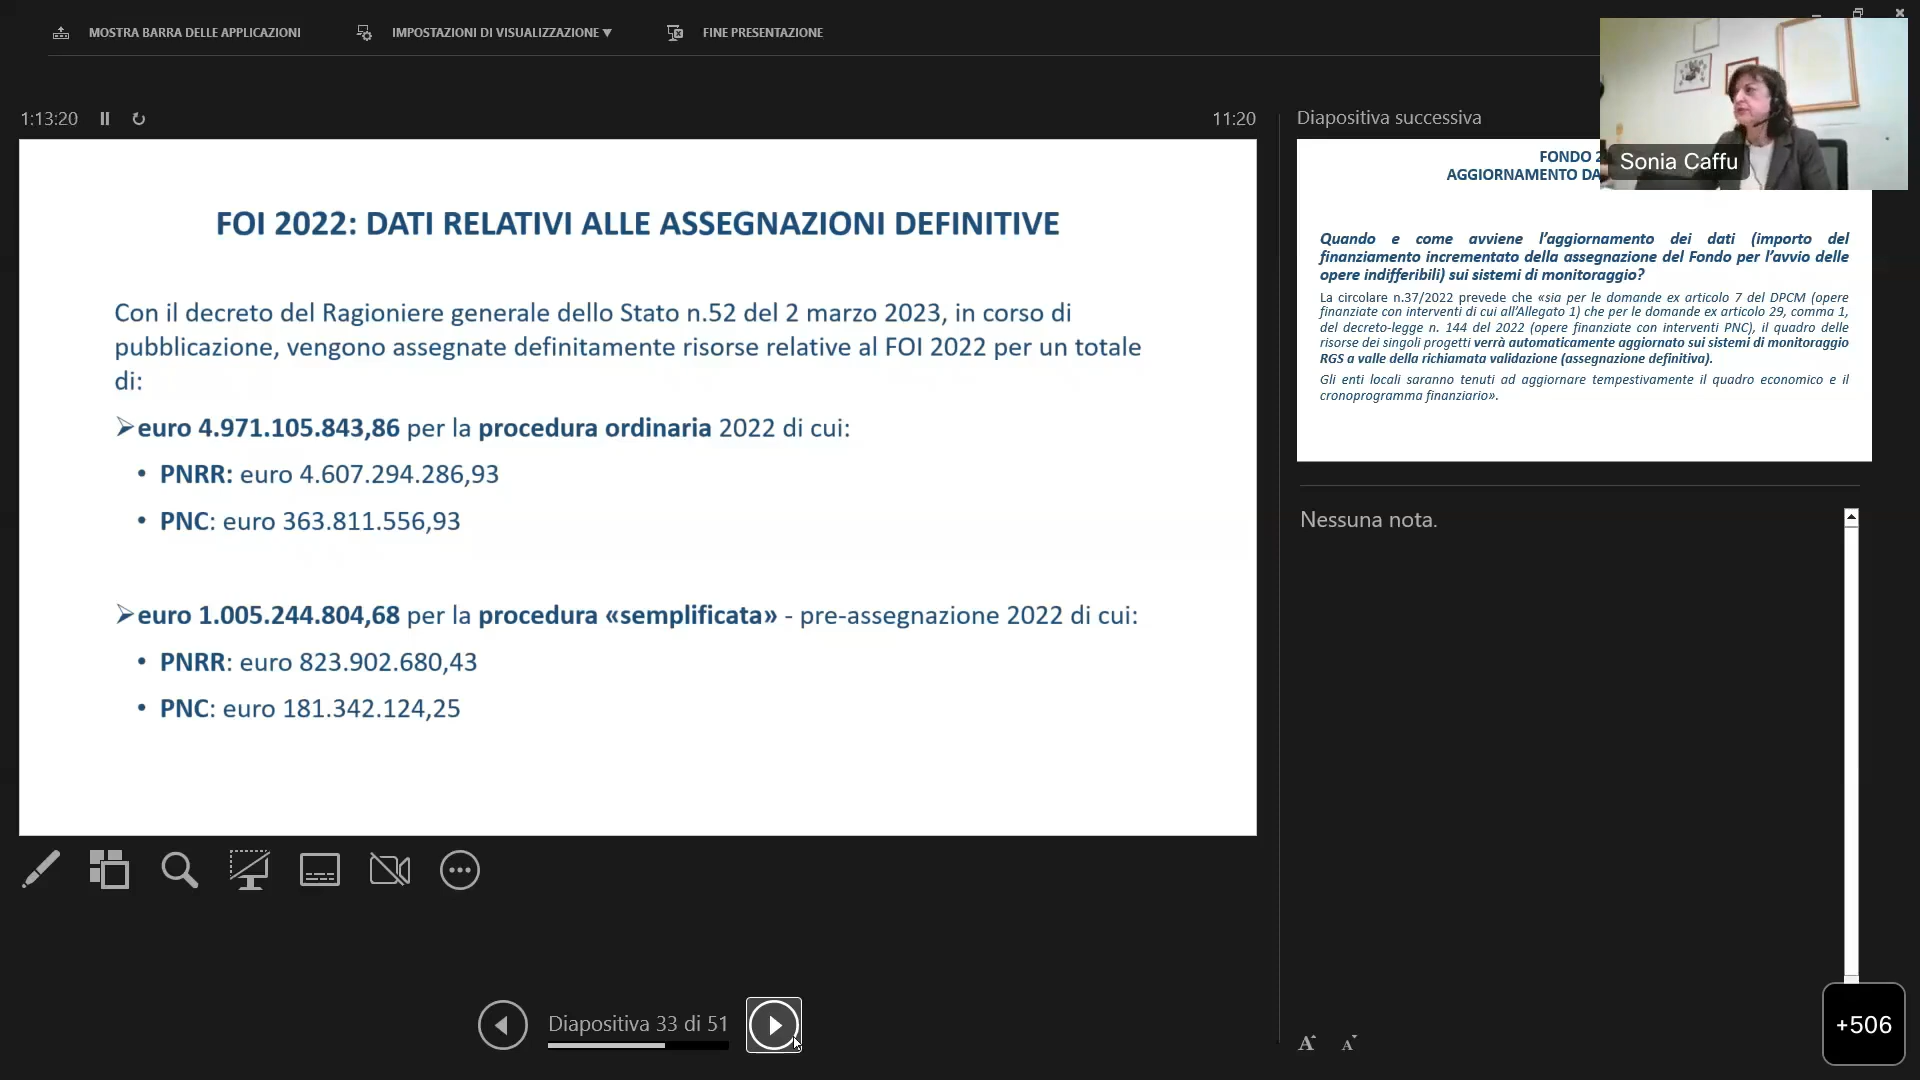 MOSTRA BARRA DELLE APPLICAZIONI
IMPOSTAZIONI DI VISUALIZZAZIONE ▼
FINE PRESENTAZIONE
1:13:20
11:20
FOI 2022: DATI RELATIVI ALLE ASSEGNAZIONI DEFINITIVE
Con il decreto del Ragioniere generale dello Stato n.52 del 2 marzo 2023, in corso di
pubblicazione, vengono assegnate definitamente risorse relative al FOI 2022 per un totale
di:
➢euro 4.971.105.843,86 per la procedura ordinaria 2022 di cui:
• PNRR: euro 4.607.294.286,93
• PNC: euro 363.811.556,93
➢euro 1.005.244.804,68 per la procedura «semplificata» - pre-assegnazione 2022 di cui:
• PNRR: euro 823.902.680,43
• PNC: euro 181.342.124,25
Diapositiva 33 di 51
Diapositiva successiva
Sonia Caffu
FONDO 2
AGGIORNAMENTO DA
Quando e come avviene l’aggiornamento dei dati (importo del
finanziamento incrementato della assegnazione del Fondo per l’avvio delle
opere indifferibili) sui sistemi di monitoraggio?
La circolare n.37/2022 prevede che «sia per le domande ex articolo 7 del DPCM (opere
finanziate con interventi di cui all’Allegato 1) che per le domande ex articolo 29, comma 1,
del decreto-legge n. 144 del 2022 (opere finanziate con interventi PNC), il quadro delle
risorse dei singoli progetti verrà automaticamente aggiornato sui sistemi di monitoraggio
RGS a valle della richiamata validazione (assegnazione definitiva).
Gli enti locali saranno tenuti ad aggiornare tempestivamente il quadro economico e il
cronoprogramma finanziario».
Nessuna nota.
A A
+506